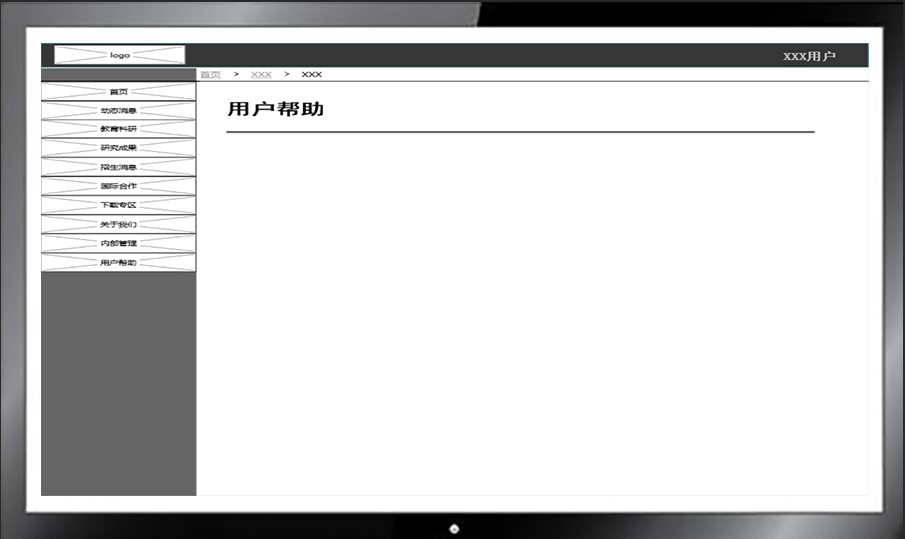 logo
XXX用户
首页 > XXX > XXX
首页
动态消息
教育科研
研究成果
招生消息
国际合作
下载专区
关于我们
内部管理
用户帮助
用户帮助